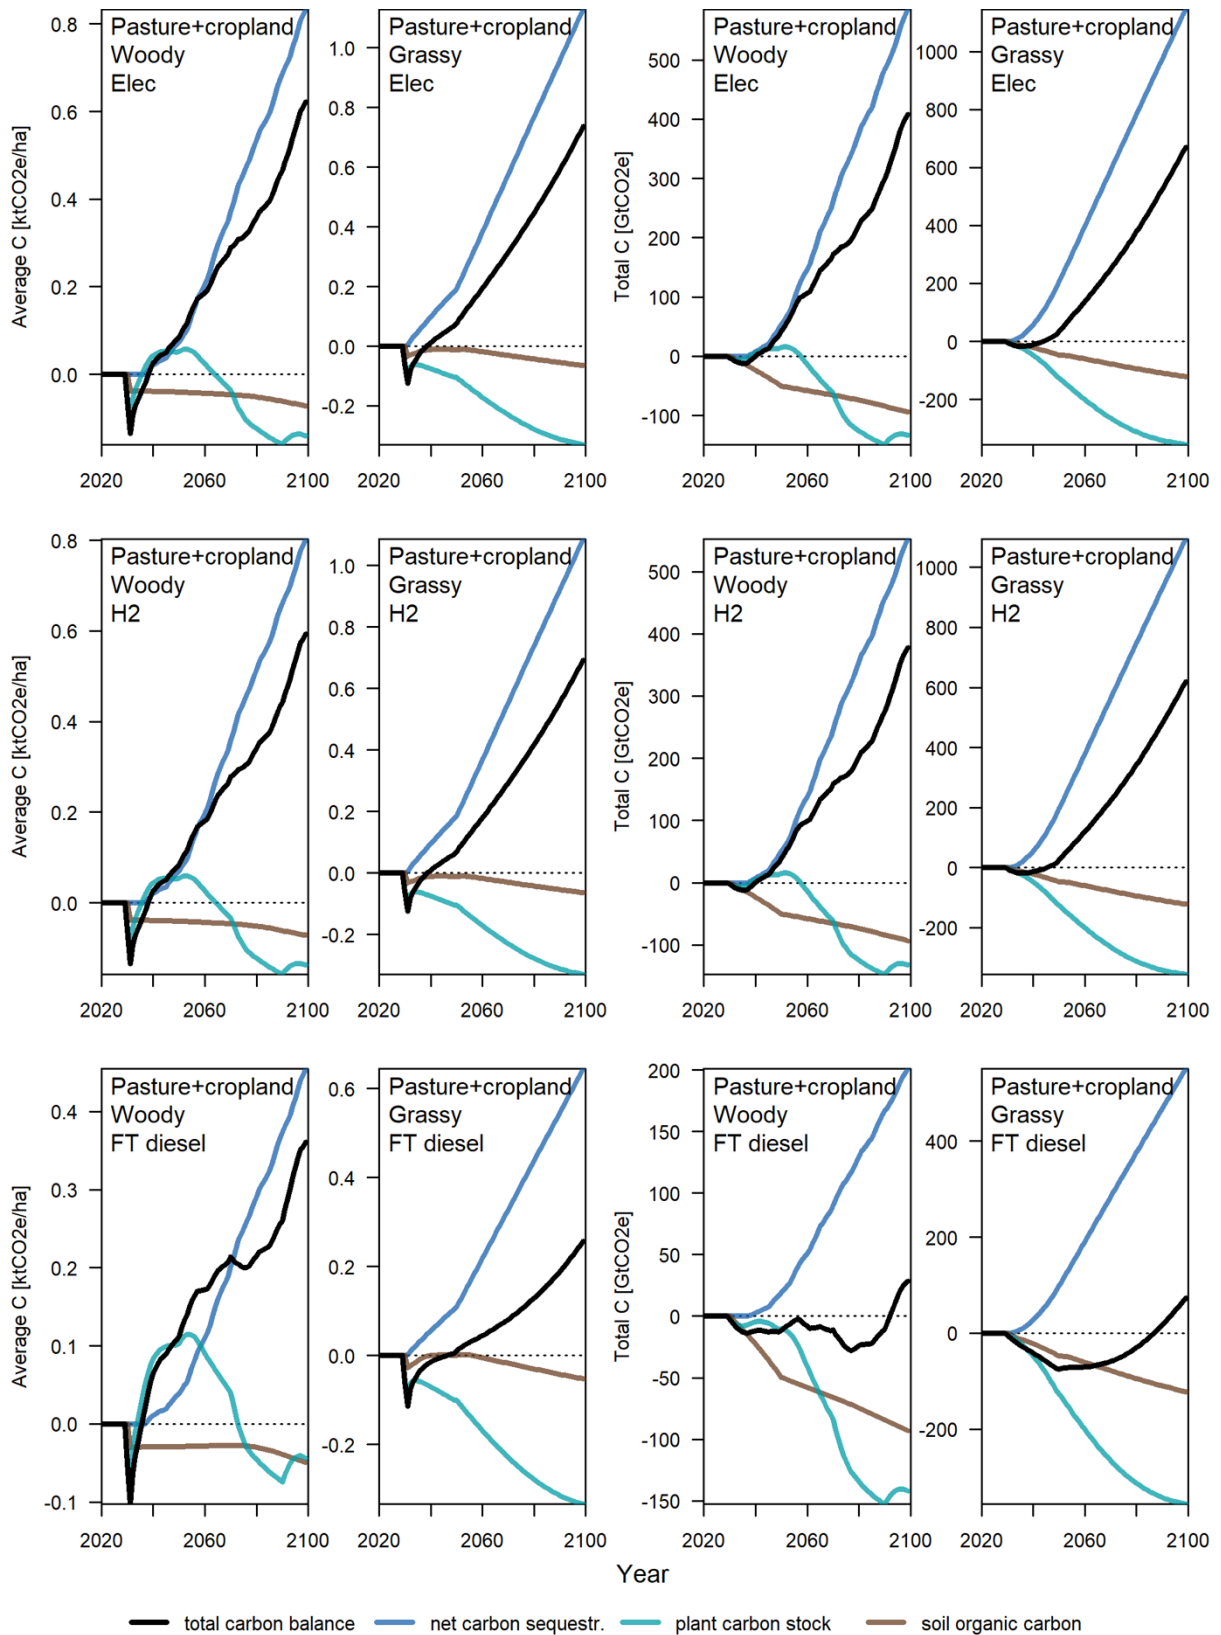 Average C [ktCO2e/ha]
0.8
0.6
0.4
0.2
0.0
Pasture+cropland
Woody
Elec
2020 2060 2100
1.0
0.8
0.6
0.4
0.2
0.0
-0.2
Pasture+cropland
Grassy
Elec
2020 2060 2100
Total C [GtCO2e]
500
400
300
200
100
0
-100
Pasture+cropland
Woody
Elec
2020 2060 2100
1000
800
600
400
200
0
-200
Pasture+cropland
Grassy
Elec
2020 2060 2100
Average C [ktCO2e/ha]
0.8
0.6
0.4
0.2
0.0
Pasture+cropland
Woody
H2
2020 2060 2100
1.0
0.8
0.6
0.4
0.2
0.0
-0.2
Pasture+cropland
Grassy
H2
2020 2060 2100
Total C [GtCO2e]
500
400
300
200
100
0
-100
Pasture+cropland
Woody
H2
2020 2060 2100
1000
800
600
400
200
0
-200
Pasture+cropland
Grassy
H2
2020 2060 2100
Average C [ktCO2e/ha]
0.4
0.3
0.2
0.1
0.0
-0.1
Pasture+cropland
Woody
FT diesel
2020 2060 2100
0.6
0.4
0.2
0.0
-0.2
Pasture+cropland
Grassy
FT diesel
2020 2060 2100
Total C [GtCO2e]
200
150
100
50
0
-50
-100
-150
Pasture+cropland
Woody
FT diesel
2020 2060 2100
400
200
0
-200
Pasture+cropland
Grassy
FT diesel
2020 2060 2100
Year
total carbon balance net carbon sequestr. plant carbon stock soil organic carbon